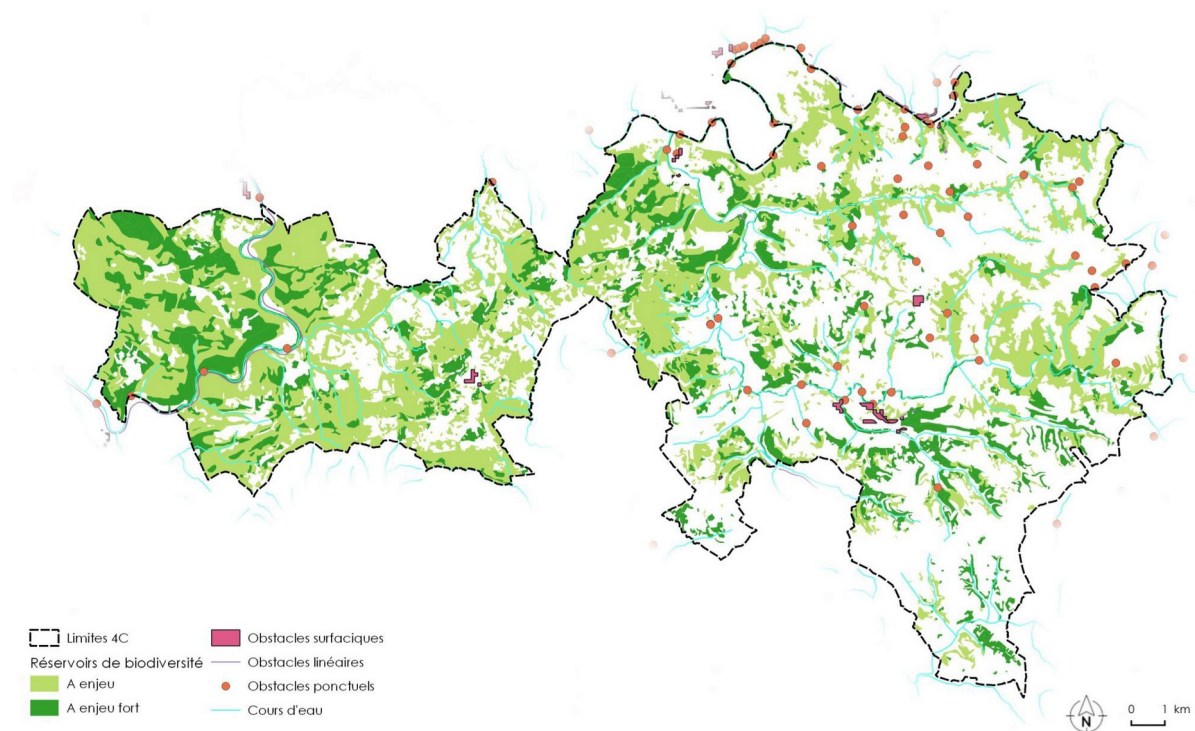 Limites 4C
Réservoirs de biodiversité
A enjeu
A enjeu fort
Obstacles surfaciques
Obstacles linéaires
Obstacles ponctuels
Cours d'eau
N
0 1 km